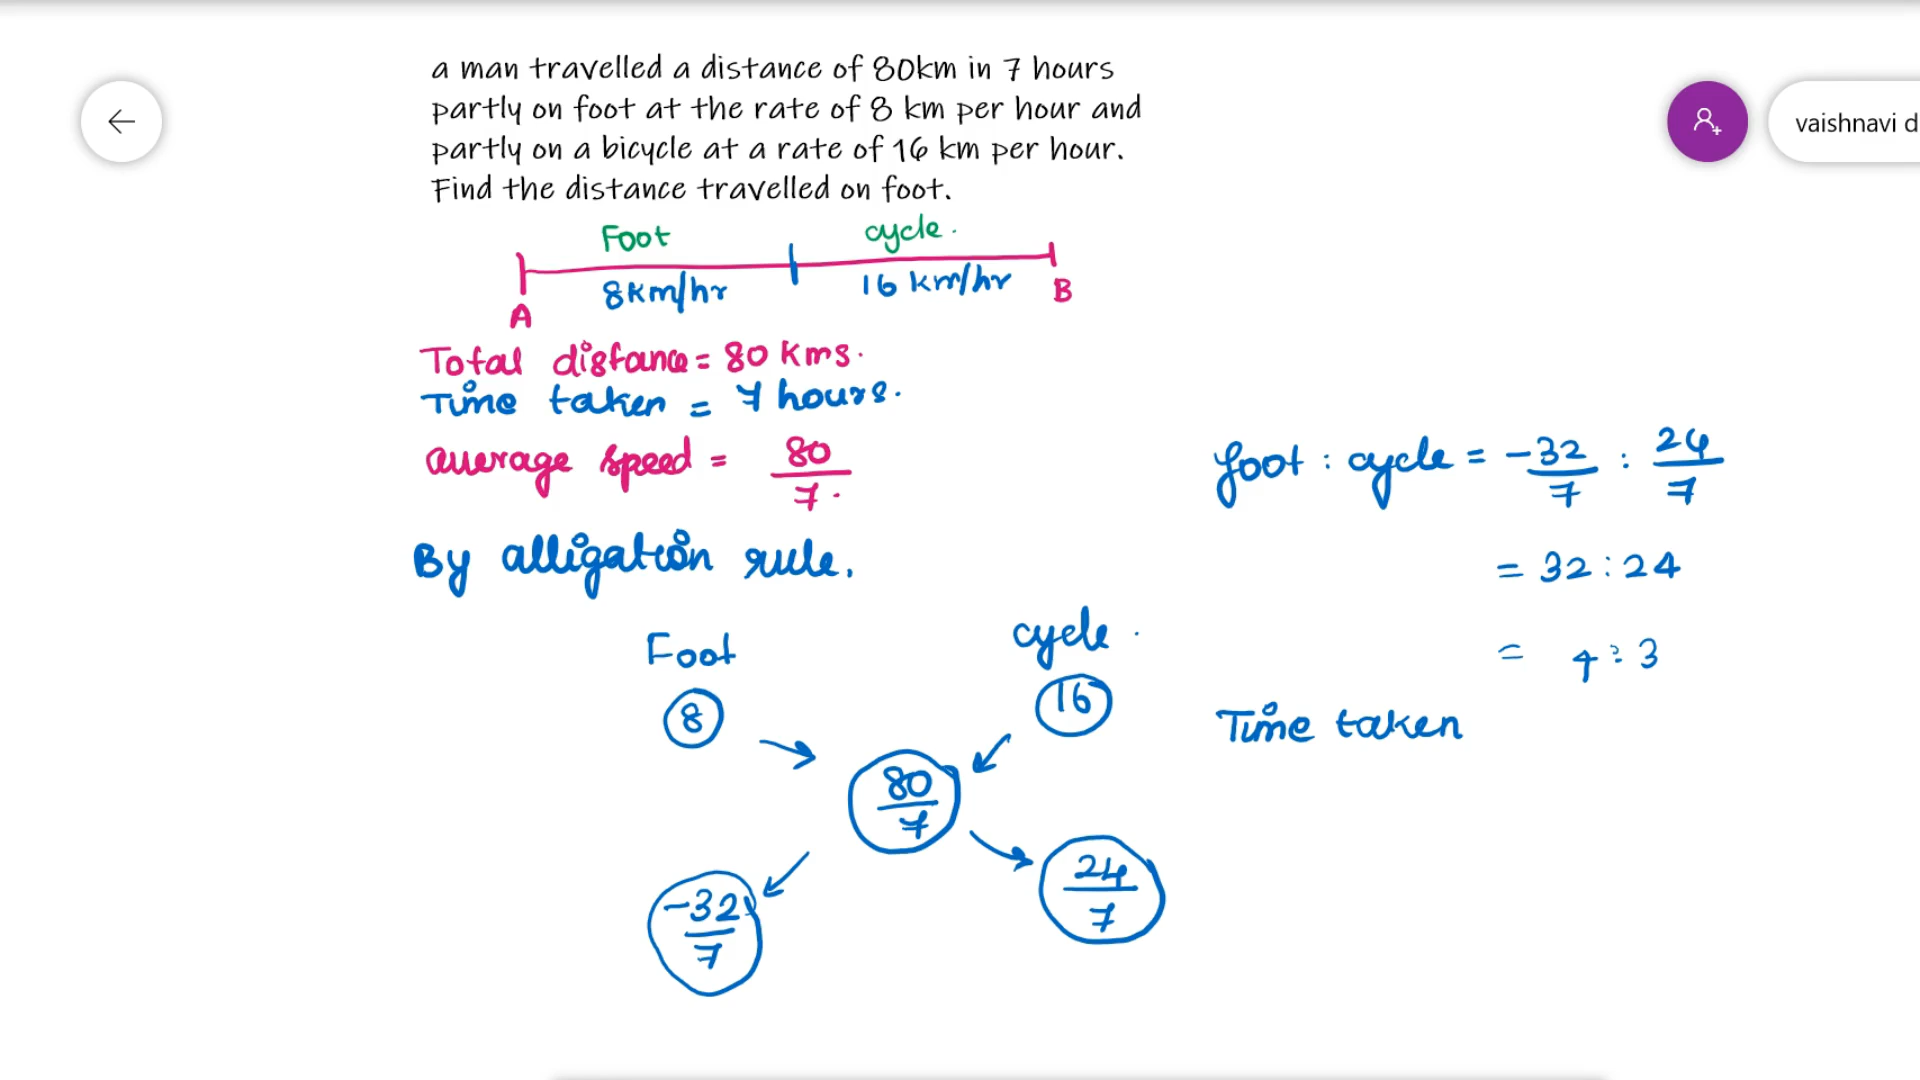 a man travelled a distance of 80km in 7 hours
partly on foot at the rate of 8 km per hour and
partly on a bicycle at a rate of 16 km per hour.
Find the distance travelled on foot.
vaishnavi d
Foot cycle.
8km/hr 16 km/hr
A B
Total distance = 80 kms.
Time taken = 7 hours.
average speed = 80/7.
By alligation rule.
Foot cycle.
8 16
80/7
-32/7 24/7
foot : cycle = -32/7 : 24/7
= 32 : 24
= 4 : 3
Time taken